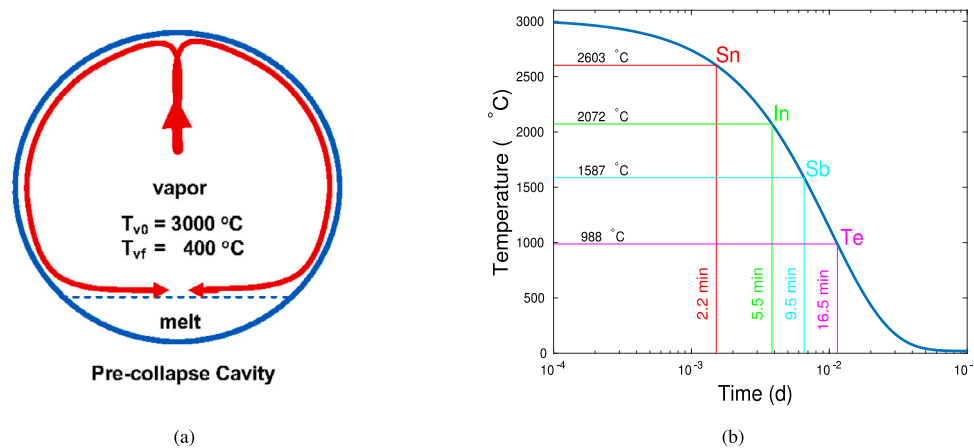 vapor
T_v0 = 3000 °C
T_vf = 400 °C
melt
Pre-collapse Cavity
(a)
3000
2500
2000
1500
1000
500
0
Temperature ( °C)
2603 °C
2072 °C
1587 °C
988 °C
Sn
In
Sb
Te
2.2 min
5.5 min
9.5 min
16.5 min
10^-4
10^-3
10^-2
10^-1
Time (d)
(b)